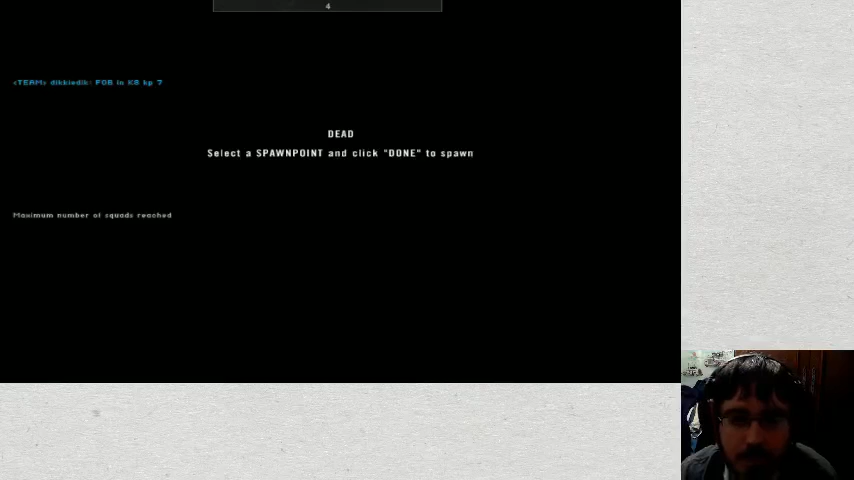 4
<TEAM> dikbiedik: FOB in K8 kp 7
DEAD
Select a SPAWNPOINT and click "DONE" to spawn
Maximum number of squads reached